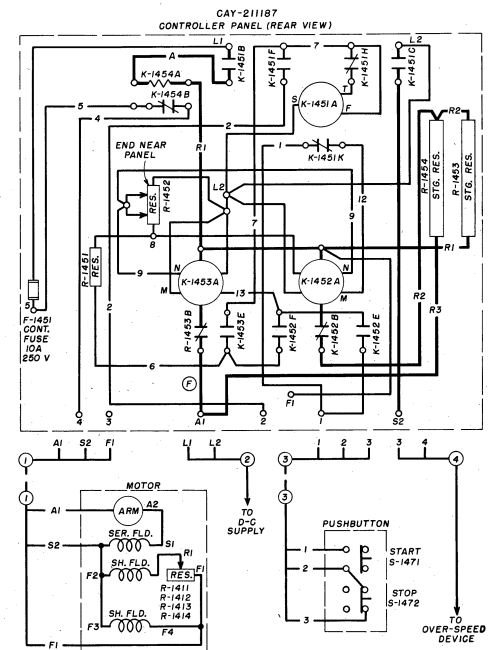 CAY-211187
CONTROLLER PANEL (REAR VIEW)
L1
L2
A
7
K-1454A
K-1451B
K-1451F
K-1451H
K-1451C
K-1454B
5
4
S
T
K-1451A
F
2
R2
END NEAR
PANEL
R1
1
K-1451K
RES.
R-1452
L2
12
R-1454
STG. RES.
R-1453
STG. RES.
7
9
8
R1
R-1451
RES.
9
N
M
K-1453A
13
N
K-1452A
M
R2
R3
5
F-1451
CONT.
FUSE
10A
250 V
2
R-1453B
K-1453E
K-1452F
K-1452B
K-1452E
6
F
F1
4
3
A1
2
1
S2
A1
S2
F1
L1
L2
1
2
3
3
4
1
2
3
4
1
MOTOR
3
A1
ARM
A2
TO
D-C
SUPPLY
PUSHBUTTON
SER. FLD.
S2
S1
SH. FLD.
R1
F2
RES.
F1
R-1411
R-1412
R-1413
R-1414
1
START
S-1471
2
STOP
S-1472
SH. FLD.
F3
F4
3
TO
OVER-SPEED
DEVICE
F1